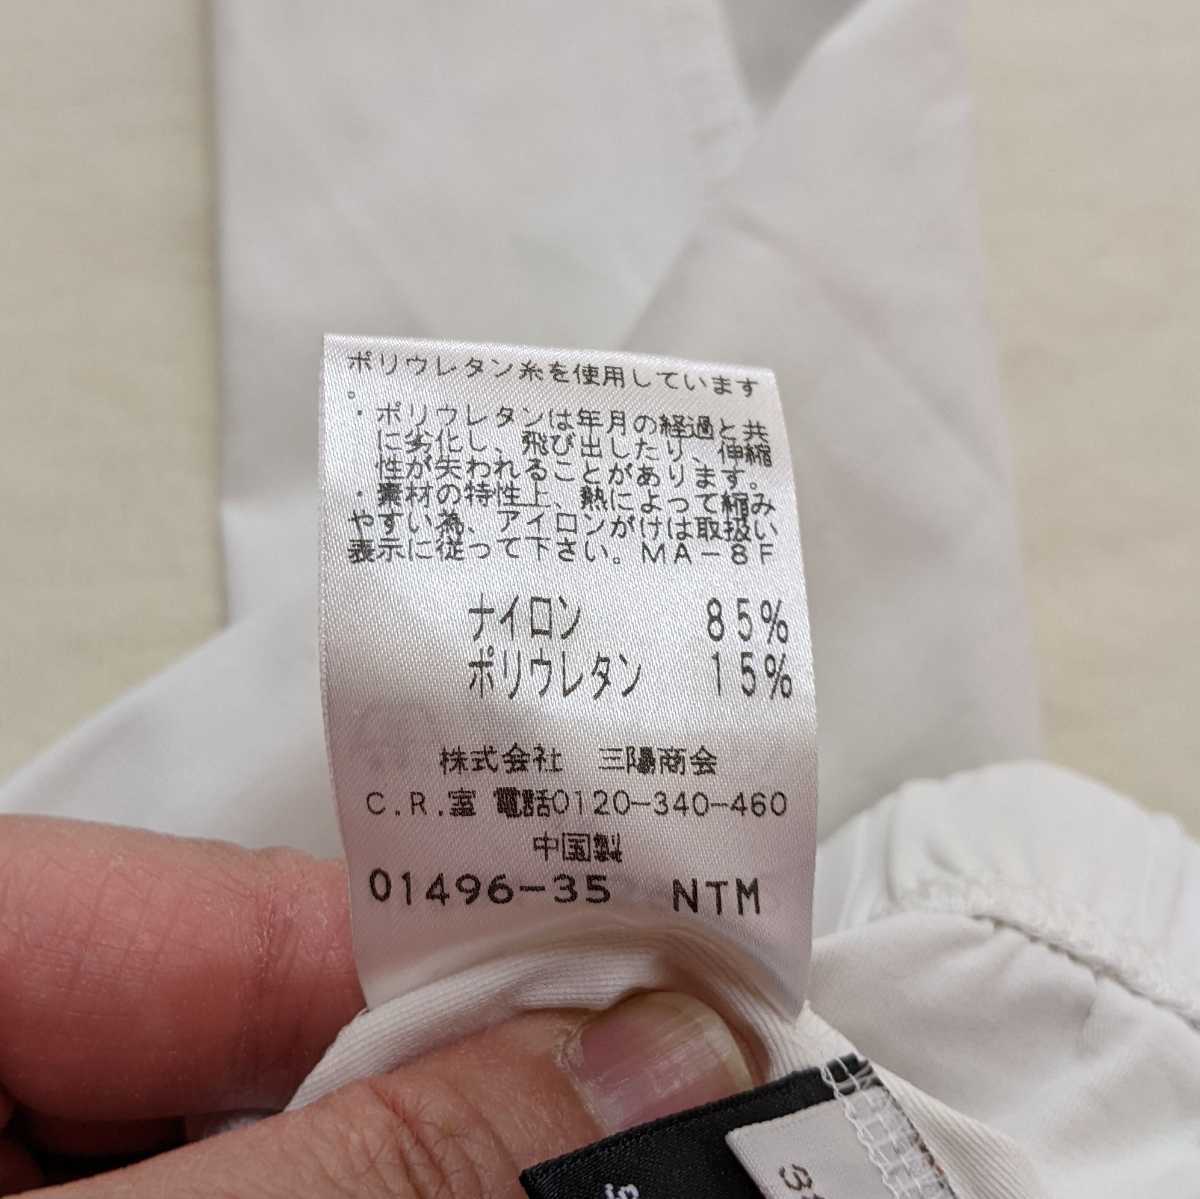 ポリウレタン糸を使用しています
。
・ポリウレタンは年月の経過と共
に劣化し、飛び出したり、伸縮
性が失われることがあります。
・素材の特性上、熱によって縮み
やすい為、アイロンがけは取扱い
表示に従って下さい。MA-8F
ナイロン 85%
ポリウレタン 15%
株式会社 三陽商会
C.R.室 電話0120-340-460
中国製
01496-35 NTM